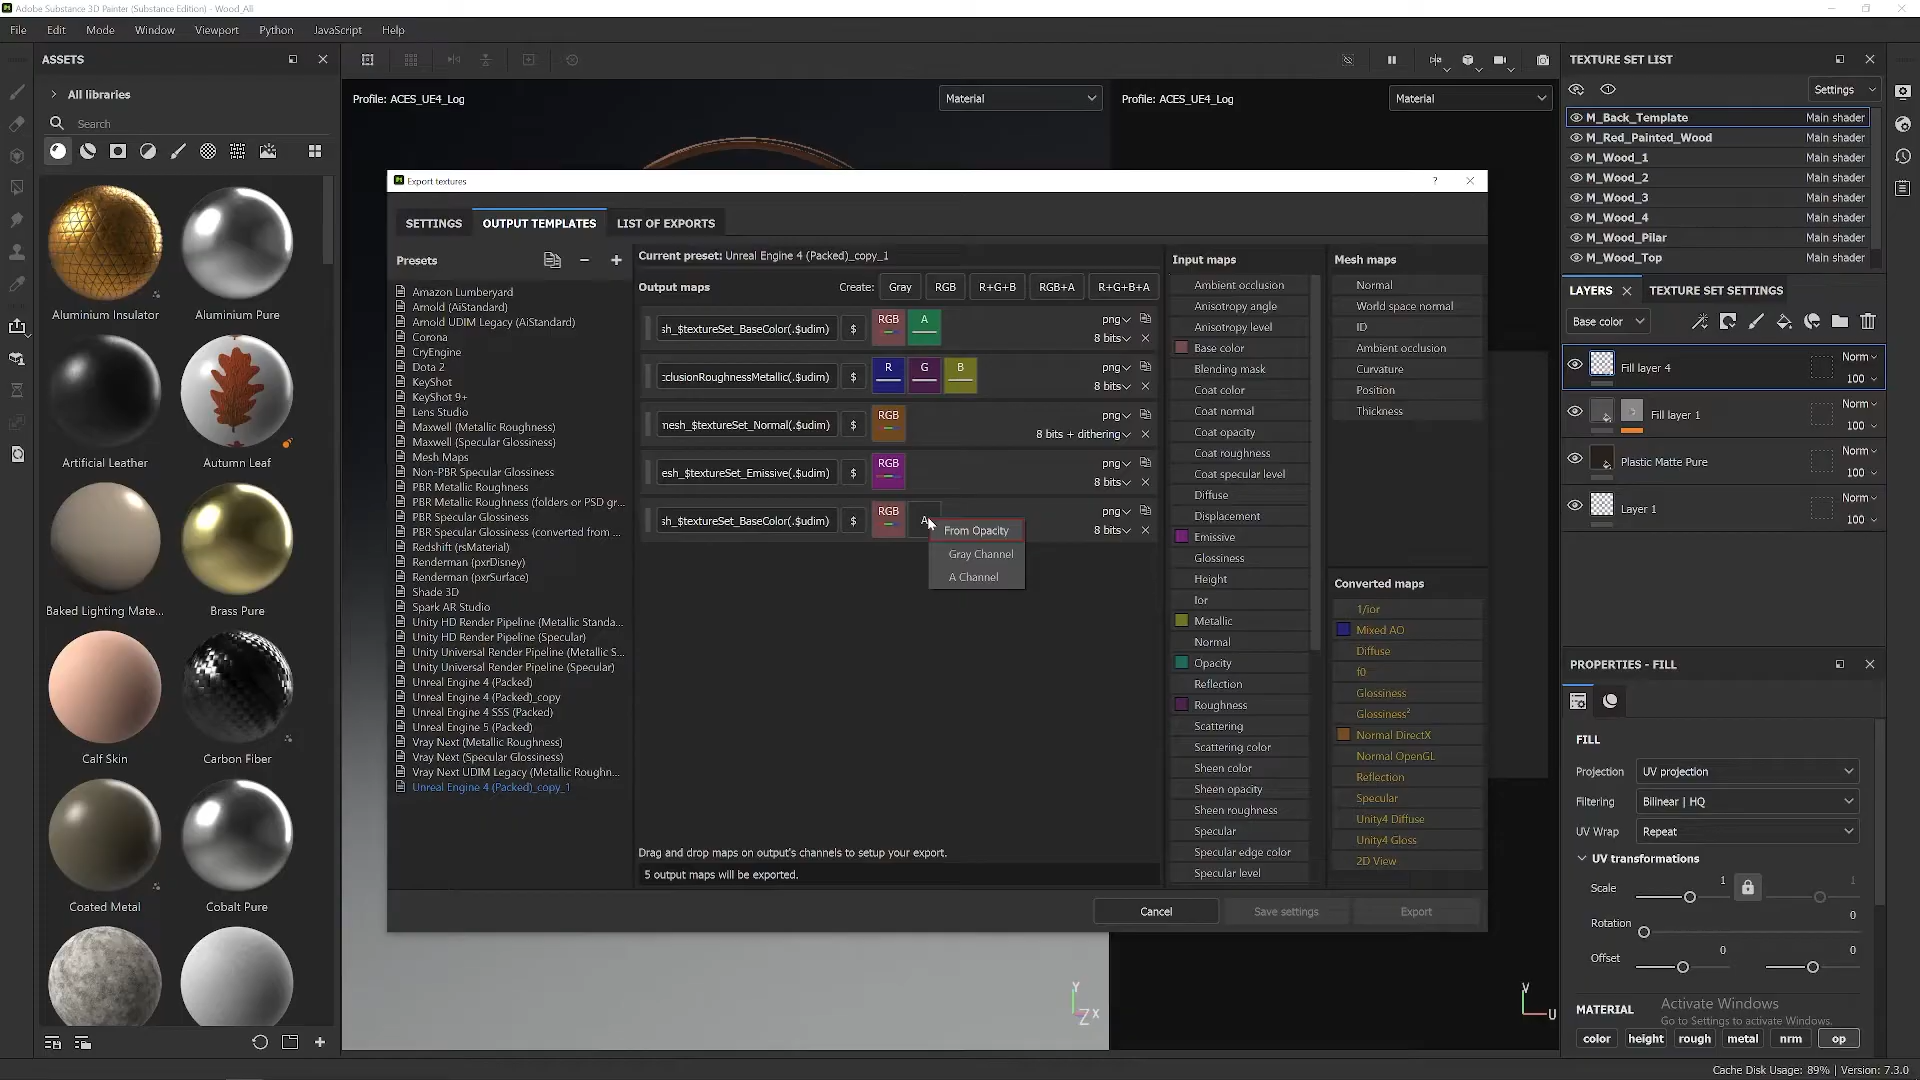 Adobe Substance 3D Painter (Substance Edition) - Wood_All
File Edit Mode Window Viewport Python JavaScript Help
ASSETS
All libraries
Search
Aluminium Insulator
Aluminium Pure
Artificial Leather
Autumn Leaf
Baked Lighting Mate...
Brass Pure
Calf Skin
Carbon Fiber
Coated Metal
Cobalt Pure
Profile: ACES_UE4_Log
Material
Profile: ACES_UE4_Log
Material
Export textures
?
SETTINGS
OUTPUT TEMPLATES
LIST OF EXPORTS
Presets
Amazon Lumberyard
Arnold (AiStandard)
Arnold UDIM Legacy (AiStandard)
Corona
CryEngine
Dota 2
KeyShot
KeyShot 9+
Lens Studio
Maxwell (Metallic Roughness)
Maxwell (Specular Glossiness)
Mesh Maps
Non-PBR Specular Glossiness
PBR Metallic Roughness
PBR Metallic Roughness (folders or PSD gr...
PBR Specular Glossiness
PBR Specular Glossiness (converted from ...
Redshift (rsMaterial)
Renderman (pxrDisney)
Renderman (pxrSurface)
Shade 3D
Spark AR Studio
Unity HD Render Pipeline (Metallic Standa...
Unity HD Render Pipeline (Specular)
Unity Universal Render Pipeline (Metallic S...
Unity Universal Render Pipeline (Specular)
Unreal Engine 4 (Packed)
Unreal Engine 4 (Packed)_copy
Unreal Engine 4 SSS (Packed)
Unreal Engine 5 (Packed)
Vray Next (Metallic Roughness)
Vray Next (Specular Glossiness)
Vray Next UDIM Legacy (Metallic Roughn...
Unreal Engine 4 (Packed)_copy_1
Current preset: Unreal Engine 4 (Packed)_copy_1
Output maps
Create: Gray RGB R+G+B RGB+A R+G+B+A
sh_$textureSet_BaseColor(.$udim) $ RGB A png
8 bits
:clusionRoughnessMetallic(.$udim) $ R G B png
8 bits
nesh_$textureSet_Normal(.$udim) $ RGB png
8 bits + dithering
esh_$textureSet_Emissive(.$udim) $ RGB png
8 bits
sh_$textureSet_BaseColor(.$udim) $ RGB A png
8 bits
From Opacity
Gray Channel
A Channel
Drag and drop maps on output's channels to setup your export.
5 output maps will be exported.
Input maps
Ambient occlusion
Anisotropy angle
Anisotropy level
Base color
Blending mask
Coat color
Coat normal
Coat opacity
Coat roughness
Coat specular level
Diffuse
Displacement
Emissive
Glossiness
Height
Ior
Metallic
Normal
Opacity
Reflection
Roughness
Scattering
Scattering color
Sheen color
Sheen opacity
Sheen roughness
Specular
Specular edge color
Specular level
Mesh maps
Normal
World space normal
ID
Ambient occlusion
Curvature
Position
Thickness
Converted maps
1/ior
Mixed AO
Diffuse
f0
Glossiness
Glossiness²
Normal DirectX
Normal OpenGL
Reflection
Specular
Unity4 Diffuse
Unity4 Gloss
2D View
Cancel
Save settings
Export
Y
Z X
V
U
TEXTURE SET LIST
Settings
M_Back_Template Main shader
M_Red_Painted_Wood Main shader
M_Wood_1 Main shader
M_Wood_2 Main shader
M_Wood_3 Main shader
M_Wood_4 Main shader
M_Wood_Pilar Main shader
M_Wood_Top Main shader
LAYERS
TEXTURE SET SETTINGS
Base color
Fill layer 4 Norm
100
Fill layer 1 Norm
100
Plastic Matte Pure Norm
100
Layer 1 Norm
100
PROPERTIES - FILL
FILL
Projection UV projection
Filtering Bilinear | HQ
UV Wrap Repeat
UV transformations
Scale 1 1
Rotation 0
Offset 0 0
MATERIAL
Activate Windows
Go to Settings to activate Windows.
color height rough metal nrm op
Cache Disk Usage: 89% | Version: 7.3.0